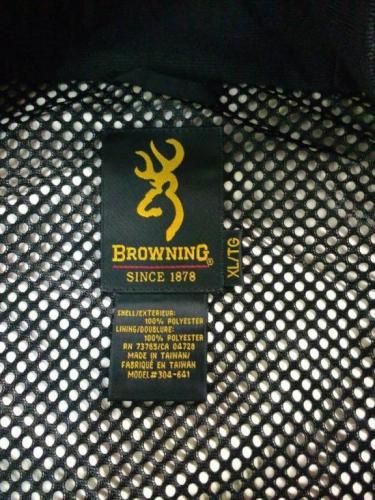 BROWNING®
SINCE 1878
XL/TG
SHELL/EXTERIEUR:
100% POLYESTER
LINING/DOUBLURE:
100% POLYESTER
RN 73765/CA 04728
MADE IN TAIWAN/
FABRIQUÉ EN TAIWAN
MODEL# 304-641